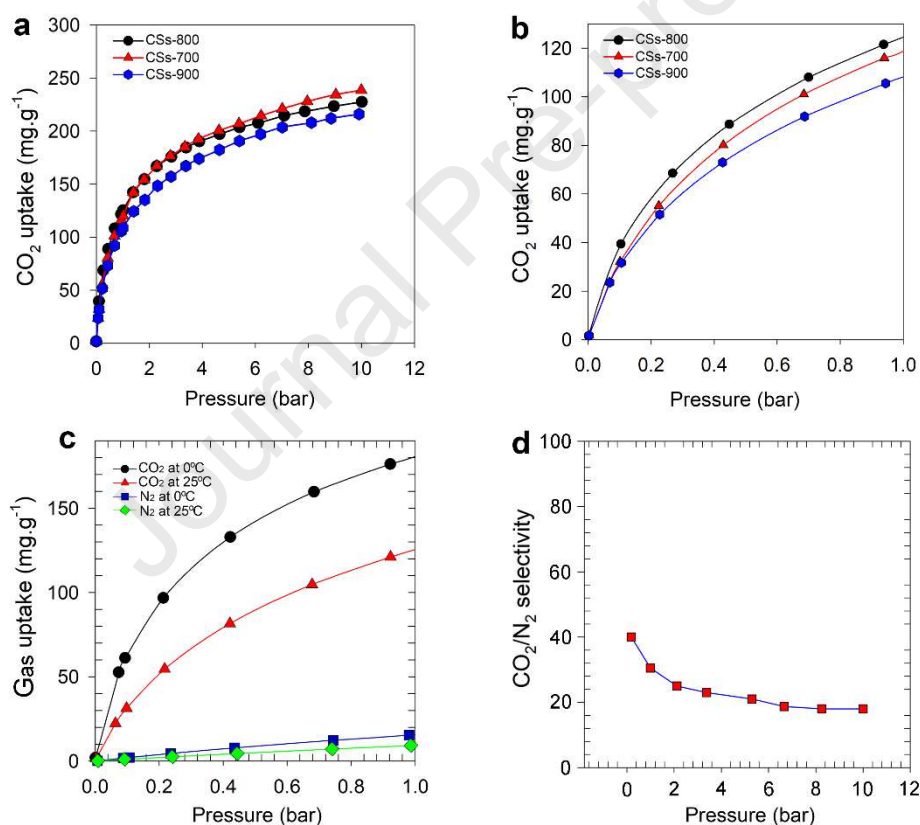 a
300
250
200
150
100
50
0
CSs-800
CSs-700
CSs-900
CO₂ uptake (mg.g⁻¹)
0 2 4 6 8 10 12
Pressure (bar)
b
120
100
80
60
40
20
0
CSs-800
CSs-700
CSs-900
CO₂ uptake (mg.g⁻¹)
0.0 0.2 0.4 0.6 0.8 1.0
Pressure (bar)
Journal Pre-pr
c
150
100
50
0
CO₂ at 0ºC
CO₂ at 25ºC
N₂ at 0ºC
N₂ at 25ºC
Gas uptake (mg.g⁻¹)
0.0 0.2 0.4 0.6 0.8 1.0
Pressure (bar)
d
100
80
60
40
20
0
CO₂/N₂ selectivity
0 2 4 6 8 10 12
Pressure (bar)